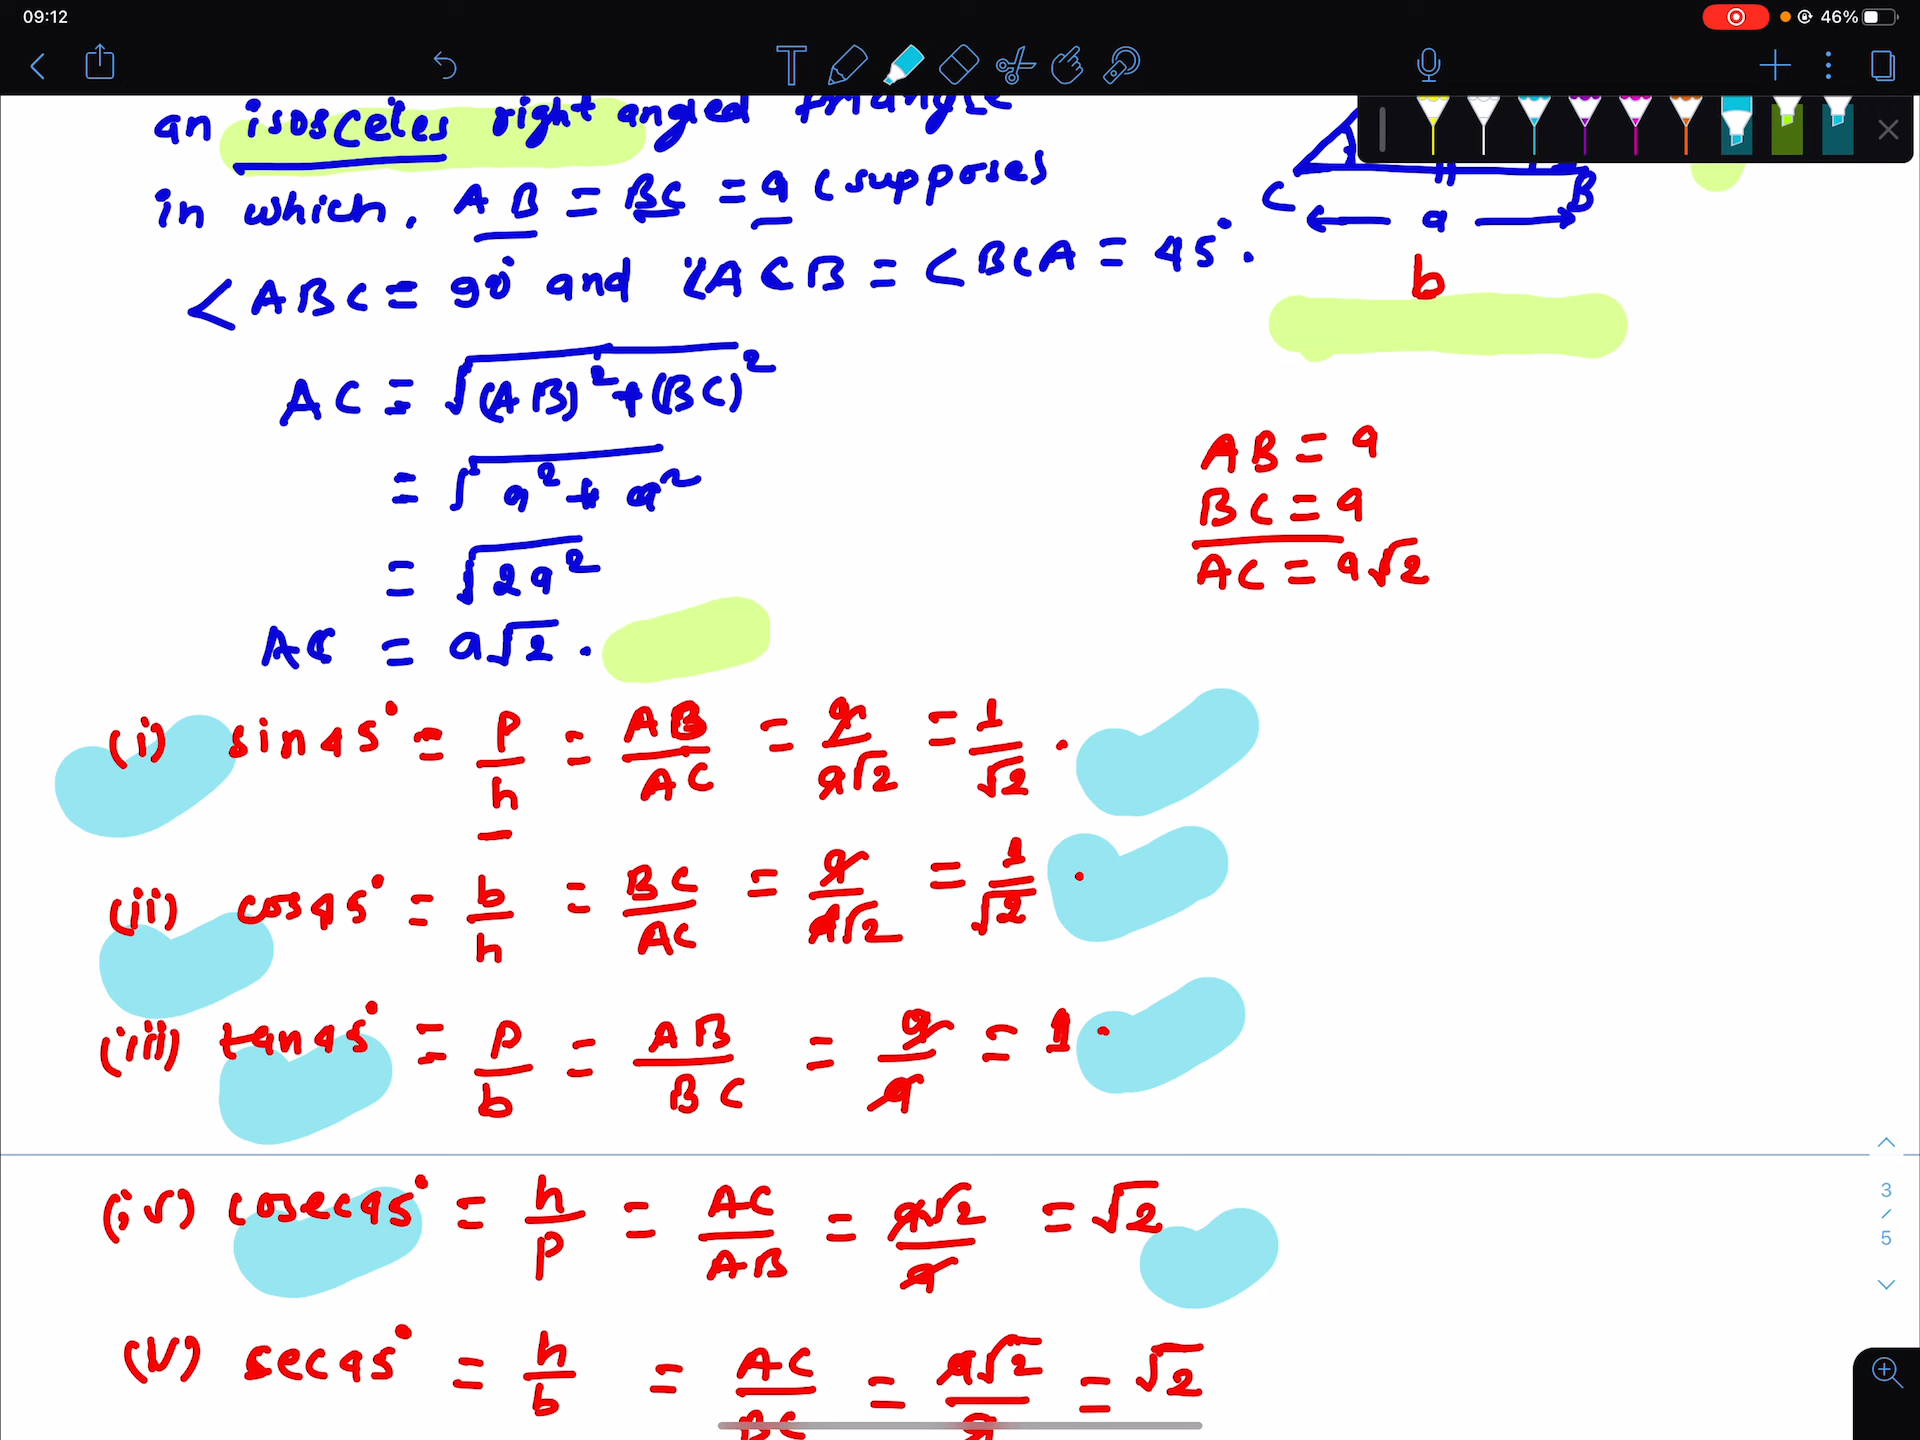 09:12
46%
T
an isosceles right angled triangle
in which, AB = BC = a (supposes
∠ABC = 90° and ∠ACB = ∠BCA = 45°.
C B
a
b
AC = √(AB)²+(BC)²
= √a² + a²
= √2a²
AC = a√2.
AB = a
BC = a
AC = a√2
(i) sin45° = p/h = AB/AC = a/a√2 = 1/√2.
(ii) cos45° = b/h = BC/AC = a/a√2 = 1/√2.
(iii) tan45° = p/b = AB/BC = a/a = 1.
(iv) cosec45° = h/p = AC/AB = a√2/a = √2
(v) sec45° = h/b = AC/BC = a√2/a = √2
3/5